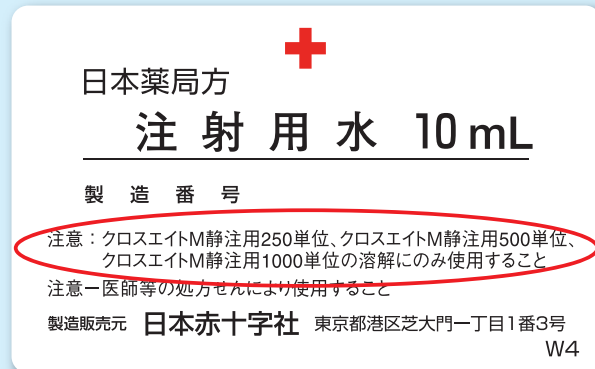 日本薬局方
注射用水 10mL
製造番号
注意：クロスエイトM静注用250単位、クロスエイトM静注用500単位、
クロスエイトM静注用1000単位の溶解にのみ使用すること
注意－医師等の処方せんにより使用すること
製造販売元 日本赤十字社 東京都港区芝大門一丁目1番3号
W4